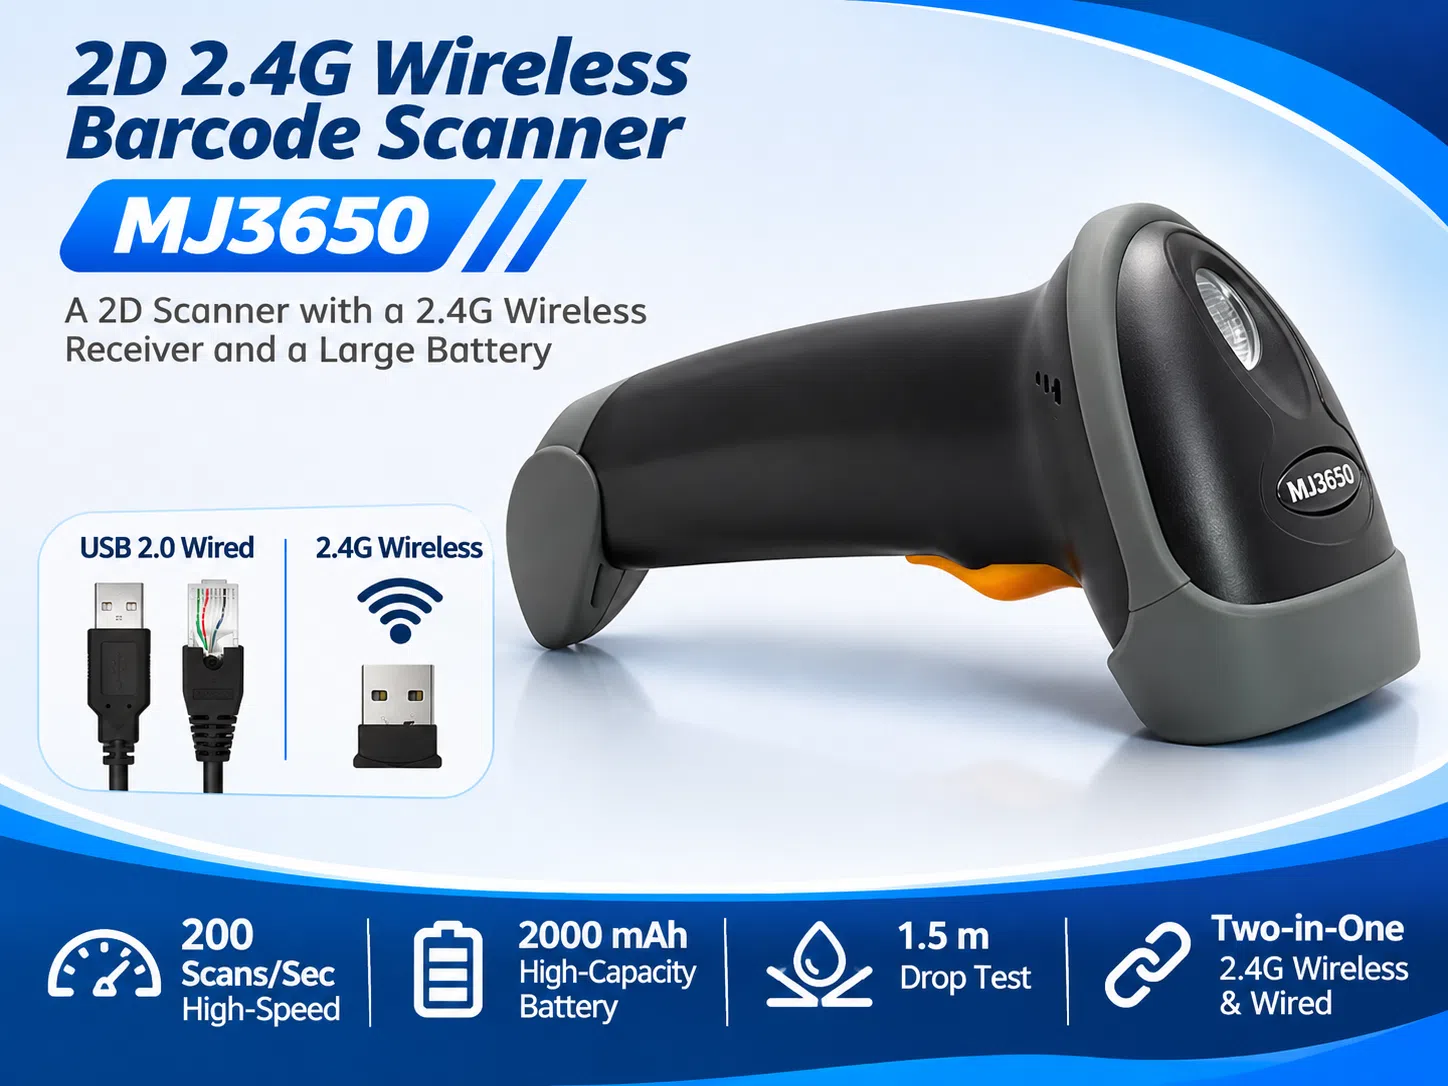 2D 2.4G Wireless
Barcode Scanner
MJ3650
A 2D Scanner with a 2.4G Wireless
Receiver and a Large Battery
USB 2.0 Wired
2.4G Wireless
MJ3650
200
Scans/Sec
High-Speed
2000 mAh
High-Capacity
Battery
1.5 m
Drop Test
Two-in-One
2.4G Wireless
& Wired